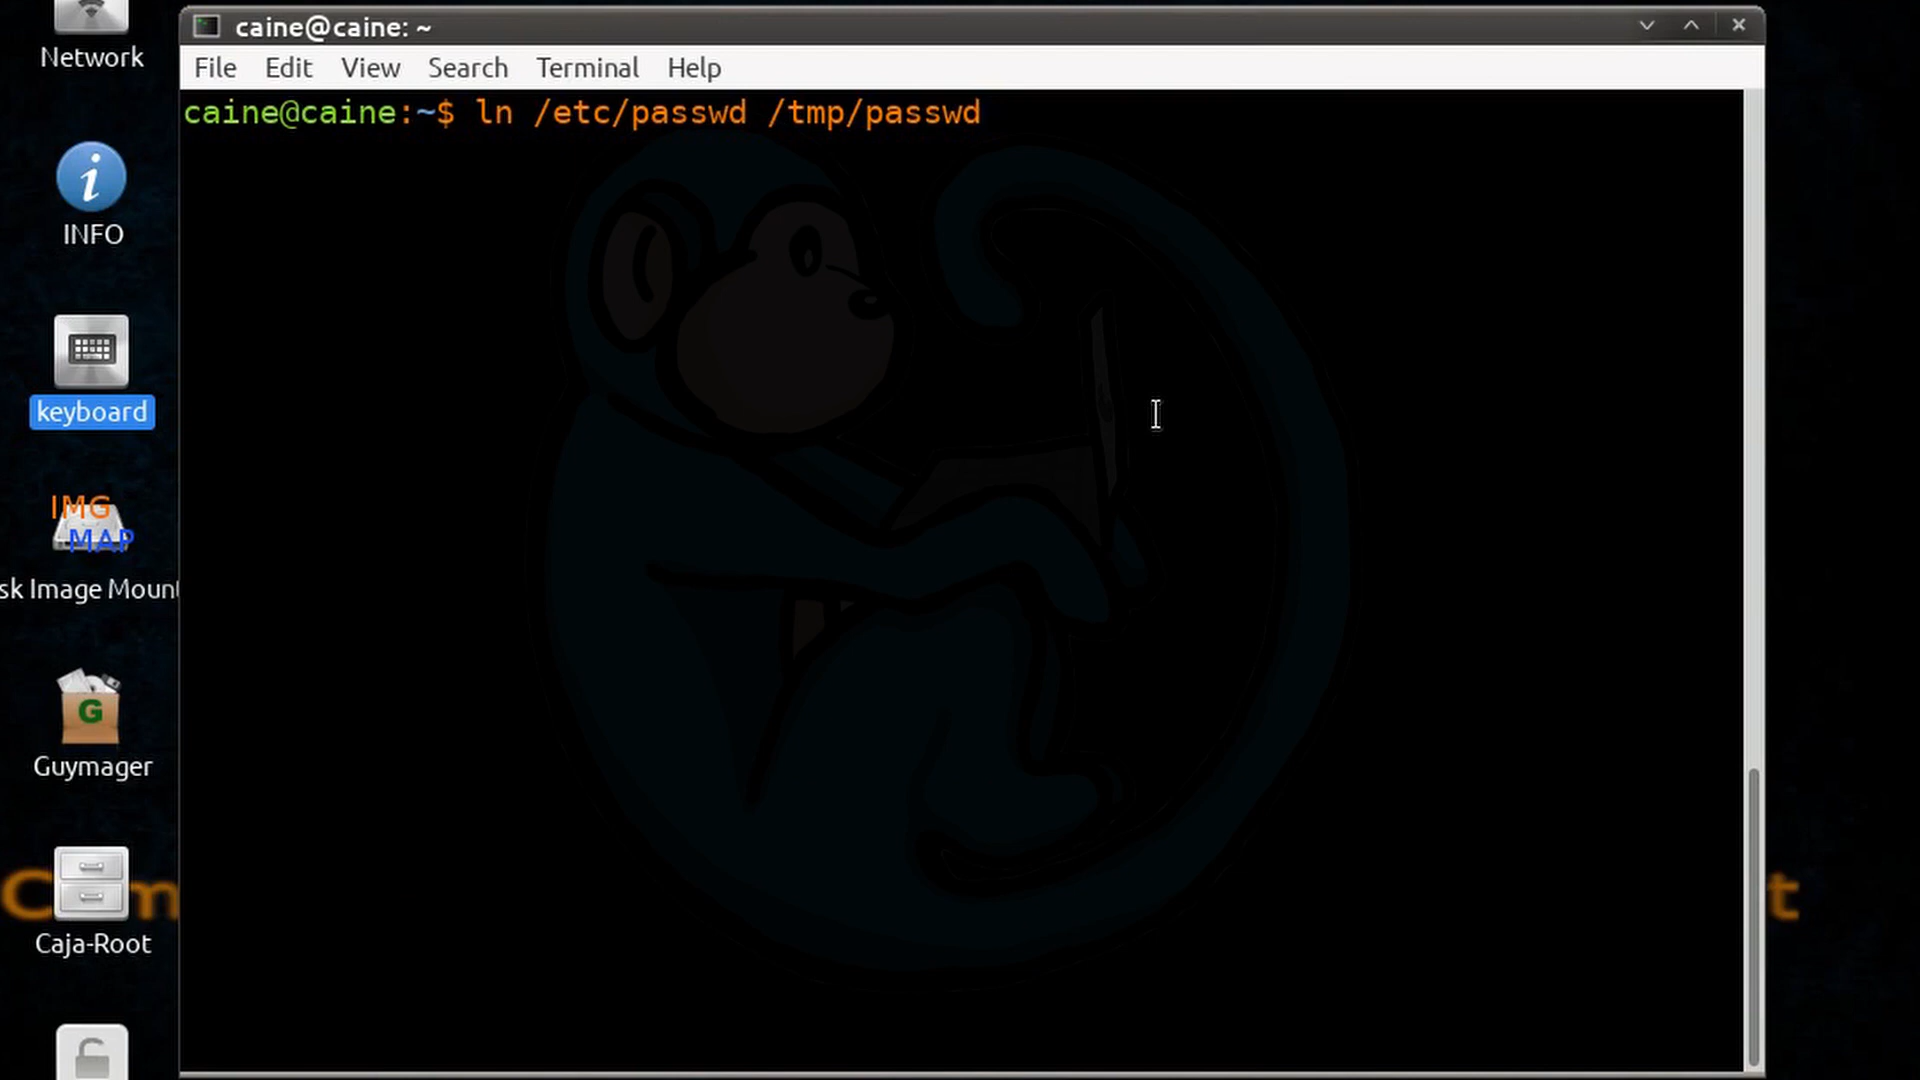 caine@caine: ~
File Edit View Search Terminal Help
caine@caine:~$ ln /etc/passwd /tmp/passwd
Network
INFO
keyboard
IMG
MAP
sk Image Mount
G
Guymager
Caja-Root
C m
t